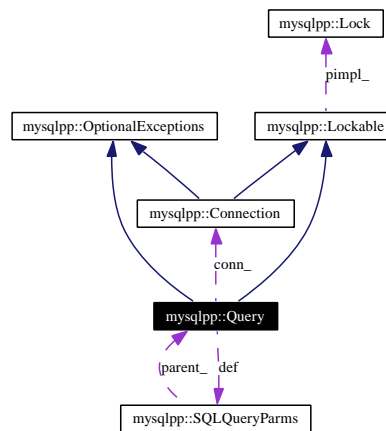 mysqlpp::Lock
pimpl_
mysqlpp::OptionalExceptions
mysqlpp::Lockable
mysqlpp::Connection
conn_
mysqlpp::Query
parent_
def
mysqlpp::SQLQueryParms